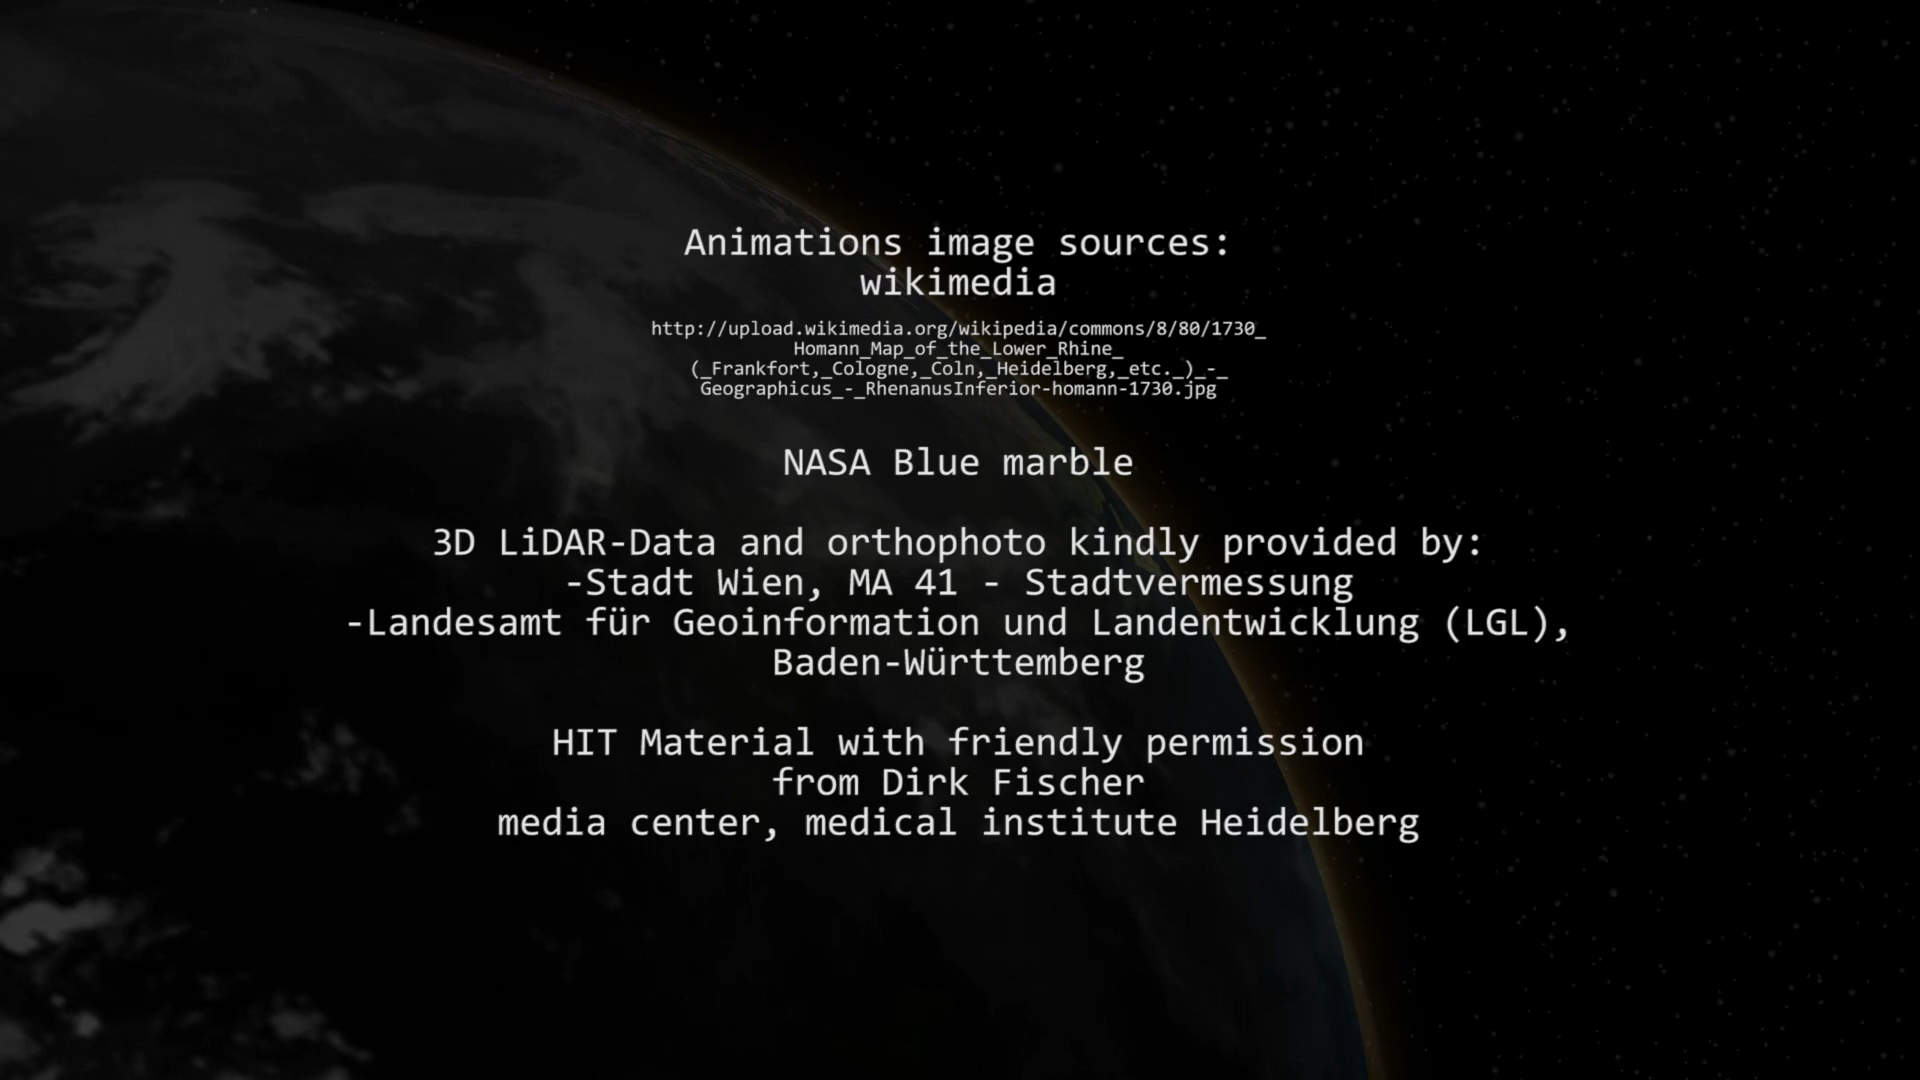 Animations image sources:
wikimedia
http://upload.wikimedia.org/wikipedia/commons/8/80/1730_
Homann_Map_of_the_Lower_Rhine_
(_Frankfort,_Cologne,_Coln,_Heidelberg,_etc._)_-_
Geographicus_-_RhenanusInferior-homann-1730.jpg
NASA Blue marble
3D LiDAR-Data and orthophoto kindly provided by:
-Stadt Wien, MA 41 - Stadtvermessung
-Landesamt für Geoinformation und Landentwicklung (LGL),
Baden-Württemberg
HIT Material with friendly permission
from Dirk Fischer
media center, medical institute Heidelberg